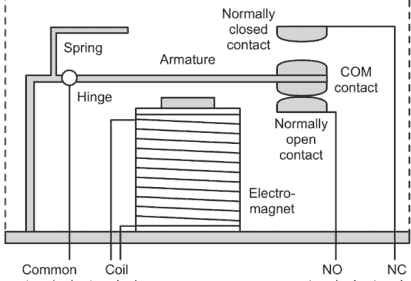 Normally
closed
contact
Spring
Armature
COM
contact
Hinge
Normally
open
contact
Electro-
magnet
Common
Coil
NO
NC